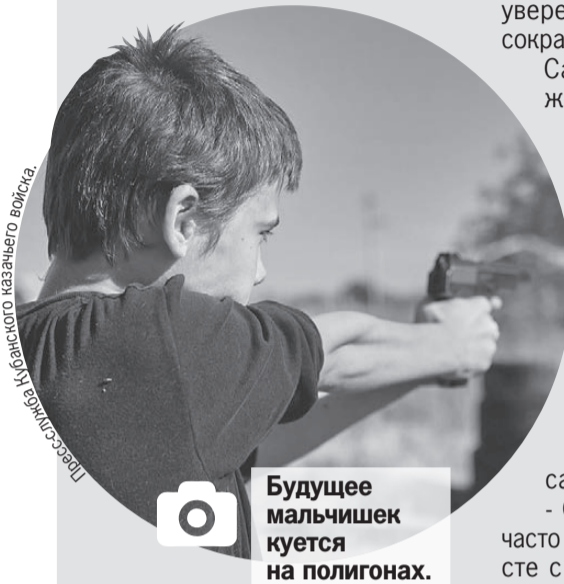 увере
сокра
Са
ж
Пресс-служба Кубанского казачьего войска.
Будущее
мальчишек
куется
на полигонах.
са
- 
часто
сте с